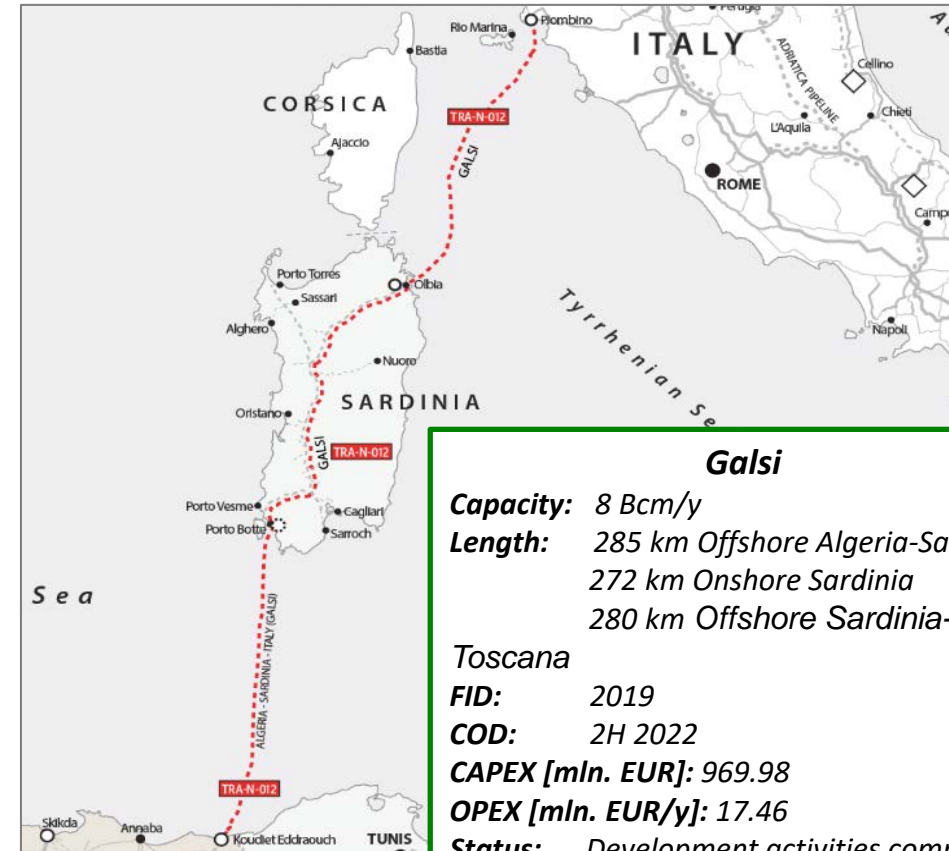 Perugia
Rio Marina
Piombino
ITALY
Bastia
ADRIATICA PIPELINE
Cellino
CORSICA
TRA-N-012
Chieti
L'Aquila
Ajaccio
GALSI
ROME
Porto Torres
Olbia
Sassari
Tyrrhenian Se
Alghero
Napoli
Nuoro
SARDINIA
Oristano
GALSI
TRA-N-012
Porto Vesme
Cagliari
Porto Botte
Sarroch
Sea
ALGERIA - SARDINIA - ITALY (GALSI)
TRA-N-012
Skikda
Annaba
Koudiet Eddraouch
TUNIS
Galsi
Capacity: 8 Bcm/y
Length: 285 km Offshore Algeria-Sa
272 km Onshore Sardinia
280 km Offshore Sardinia-
Toscana
FID: 2019
COD: 2H 2022
CAPEX [mln. EUR]: 969.98
OPEX [mln. EUR/y]: 17.46
Status: Development activities com